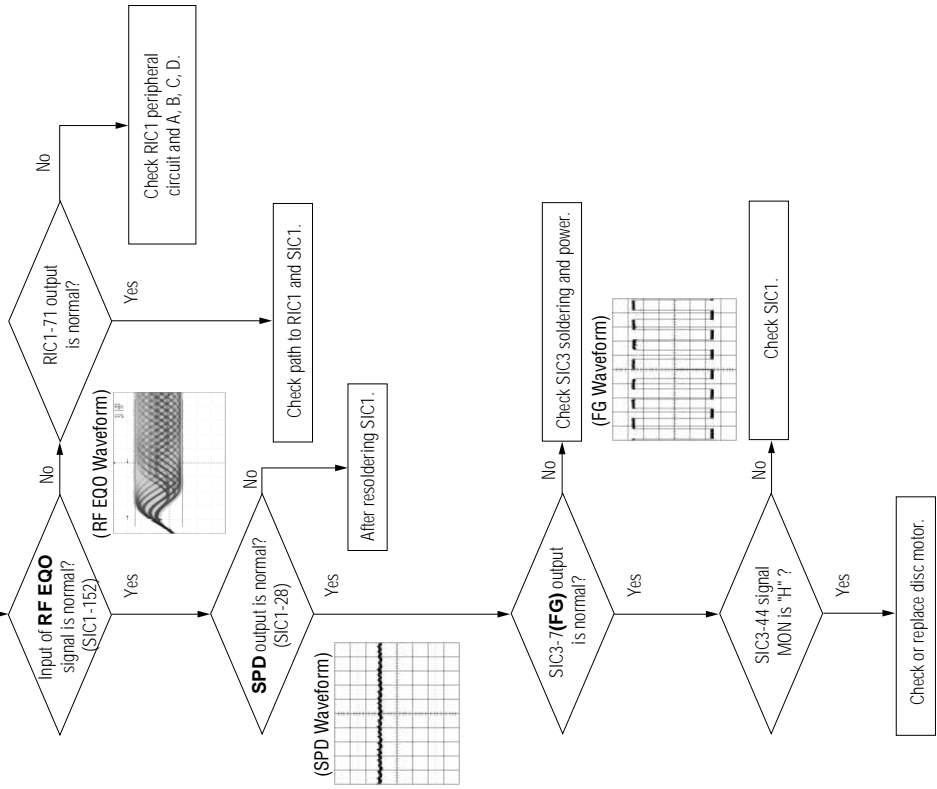 Input of RF EQO
signal is normal?
(SIC1-152)
No
RIC1-71 output
is normal?
No
Check RIC1 peripheral
circuit and A, B, C, D.
Yes
Check path to RIC1 and SIC1.
(RF EQO Waveform)
Yes
SPD output is normal?
(SIC1-28)
No
After resoldering SIC1.
Yes
(SPD Waveform)
SIC3-7(FG) output
is normal?
No
Check SIC3 soldering and power.
(FG Waveform)
Yes
SIC3-44 signal
MON is "H" ?
No
Check SIC1.
Yes
Check or replace disc motor.